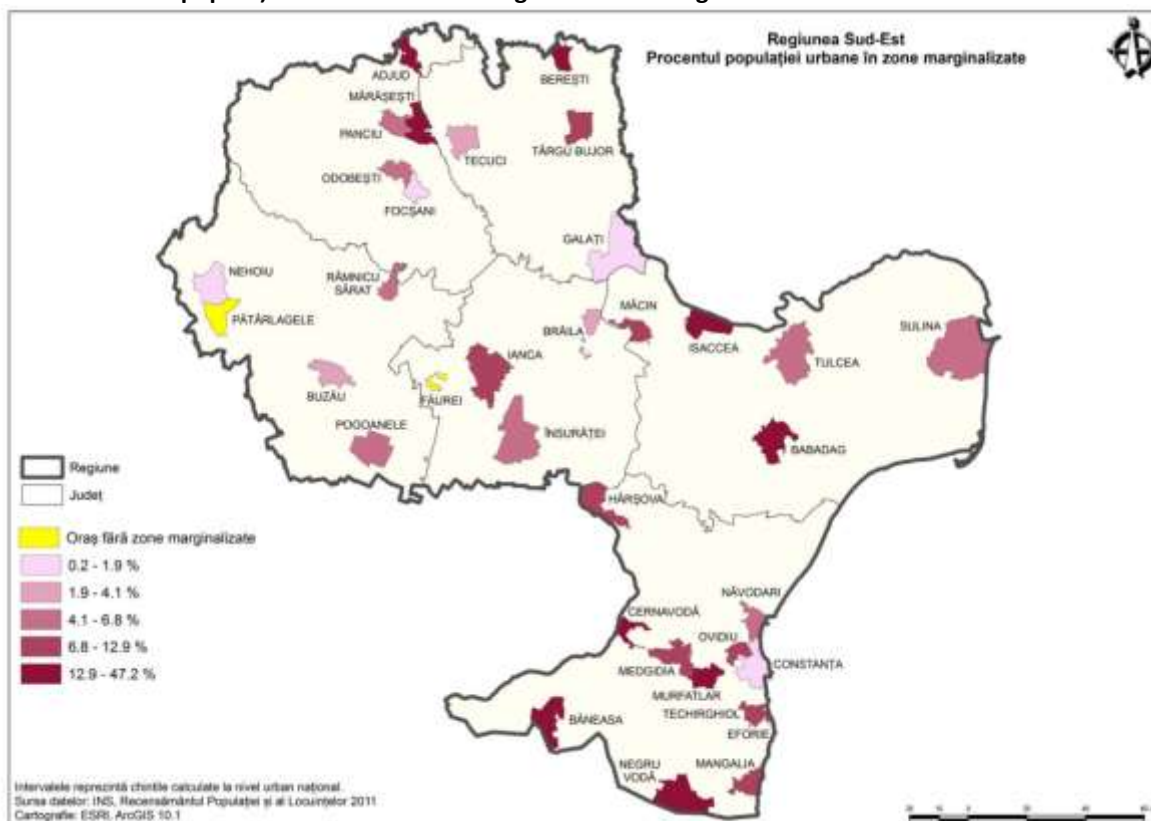 Regiunea Sud-Est
Procentul populației urbane în zone marginalizate
ADJUD
BEREȘTI
MĂRĂȘEȘTI
PANCIU
TECUCI
TÂRGU BUJOR
ODOBEȘTI
FOCȘANI
GALAȚI
NEHOIU
RÂMNICU
SĂRAT
PĂTÂRLAGELE
MĂCIN
BRĂILA
ISACCEA
SULINA
TULCEA
IANCA
FĂUREI
BUZĂU
POGOANELE
ÎNSURĂȚEI
BABADAG
HÂRȘOVA
Regiune
Județ
Oraș fără zone marginalizate
0.2 - 1.9 %
1.9 - 4.1 %
4.1 - 6.8 %
6.8 - 12.9 %
12.9 - 47.2 %
NĂVODARI
CERNAVODĂ
OVIDIU
CONSTANȚA
MEDGIDIA
MURFATLAR
TECHIRGHIOL
BĂNEASA
EFORIE
NEGRU
VODĂ
MANGALIA
Intervalele reprezintă chintile calculate la nivel urban național.
Sursa datelor: INS, Recensământul Populației și al Locuințelor 2011
Cartografie: ESRI, ArcGIS 10.1